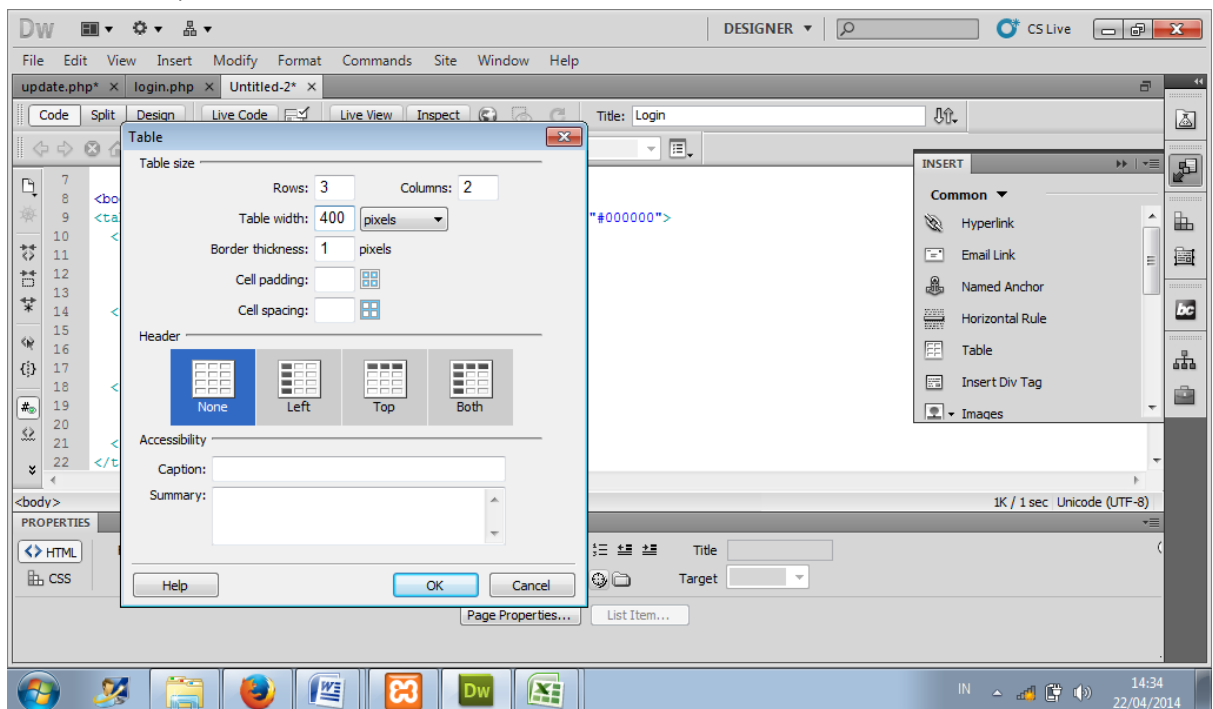 Dw DESIGNER CS Live
File Edit View Insert Modify Format Commands Site Window Help
update.php* × login.php × Untitled-2* ×
Code Split Design Live Code Live View Inspect Title: Login
Table
Table size
Rows: 3 Columns: 2
Table width: 400 pixels
Border thickness: 1 pixels
Cell padding:
Cell spacing:
Header
None Left Top Both
Accessibility
Caption:
Summary:
Help OK Cancel
7
8 <bo
9 <ta "#000000">
10 <
11
12
13
14 <
15
16
17
18 <
19
20
21 <
22 </t
INSERT
Common
Hyperlink
Email Link
Named Anchor
Horizontal Rule
Table
Insert Div Tag
Images
bc
<body> 1K / 1 sec Unicode (UTF-8)
PROPERTIES
<> HTML Title
CSS Target
Page Properties... List Item...
Dw IN 14:34
22/04/2014